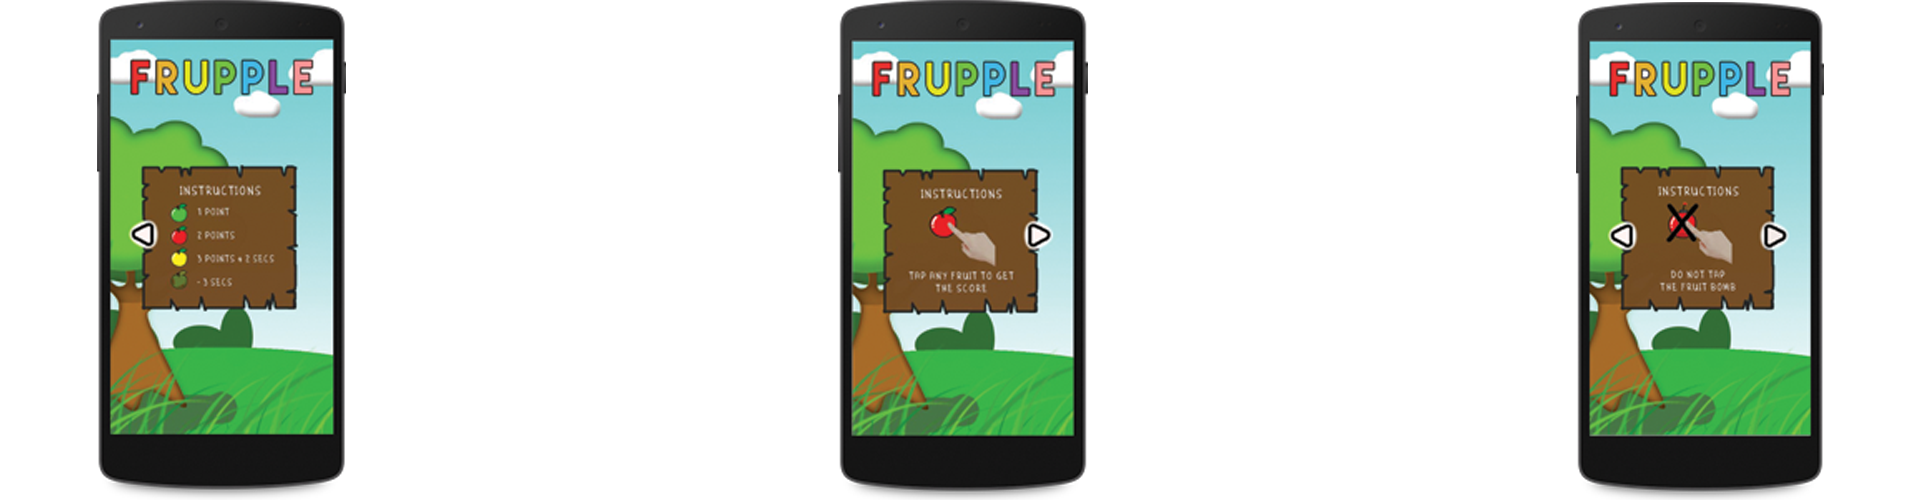 FRUPPLE
INSTRUCTIONS
1 POINT
2 POINTS
3 POINTS + 2 SECS
- 3 SECS
FRUPPLE
INSTRUCTIONS
TAP ANY FRUIT TO GET
THE SCORE
FRUPPLE
INSTRUCTIONS
DO NOT TAP
THE FRUIT BOMB